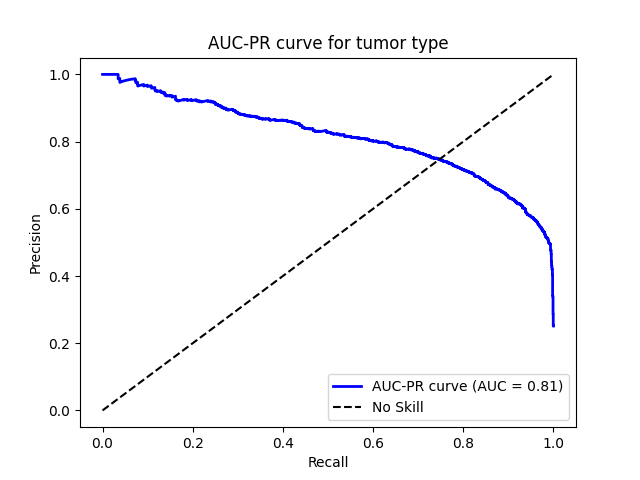 AUC-PR curve for tumor type
1.0
0.8
0.6
0.4
0.2
0.0
Precision
AUC-PR curve (AUC = 0.81)
No Skill
0.0 0.2 0.4 0.6 0.8 1.0
Recall